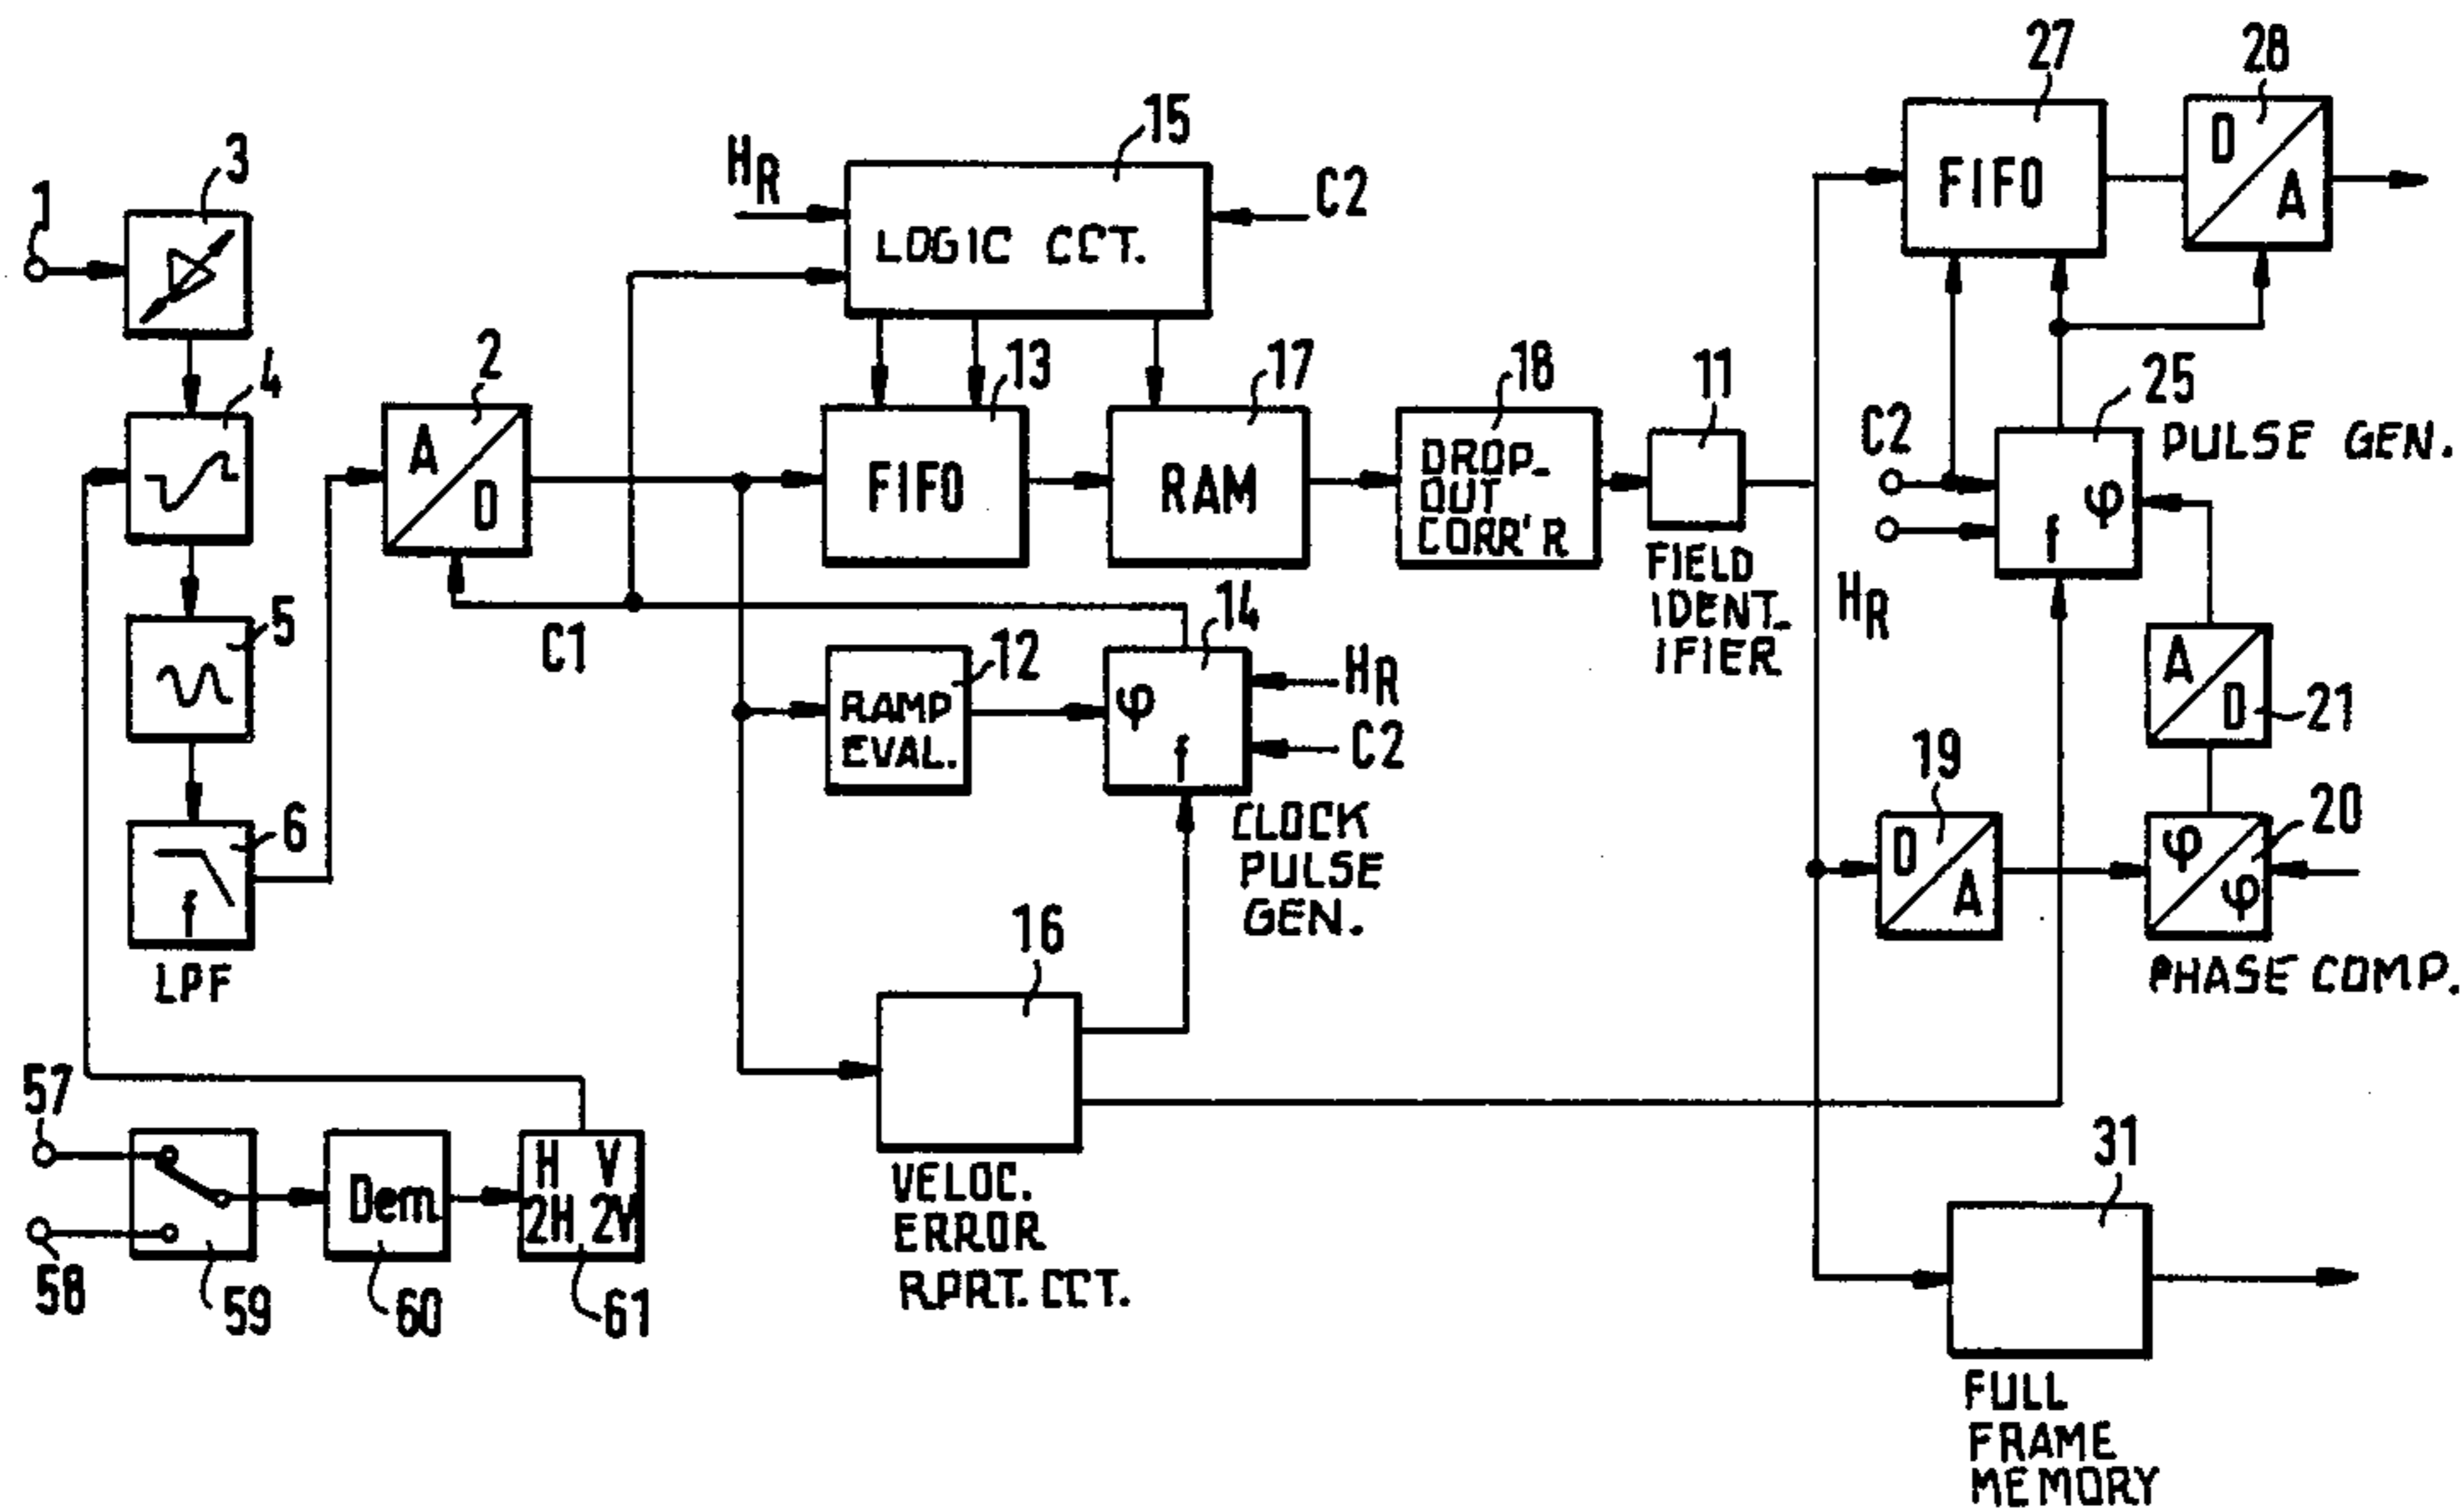 1
3
4
5
6
f
LPF
57
58
59
Dem
60
H V
2H 2V
61
2
A
D
C1
HR
15
LOGIC CCT.
C2
13
FIFO
17
RAM
18
DROP-
OUT
CORR'R
11
FIELD
IDENT-
IFIER
12
RAMP
EVAL.
14
φ
f
HR
C2
CLOCK
PULSE
GEN.
16
VELOC.
ERROR
RPRT. CCT.
27
FIFO
28
D
A
C2
HR
25
φ
f
PULSE GEN.
A
D
21
19
D
A
20
φ
φ
PHASE COMP.
31
FULL
FRAME
MEMORY